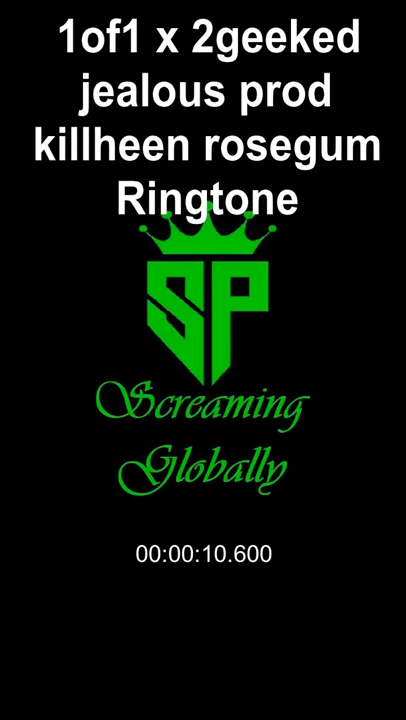 1of1 x 2geeked
jealous prod
killheen rosegum
Ringtone
SP
Screaming
Globally
00:00:10.600